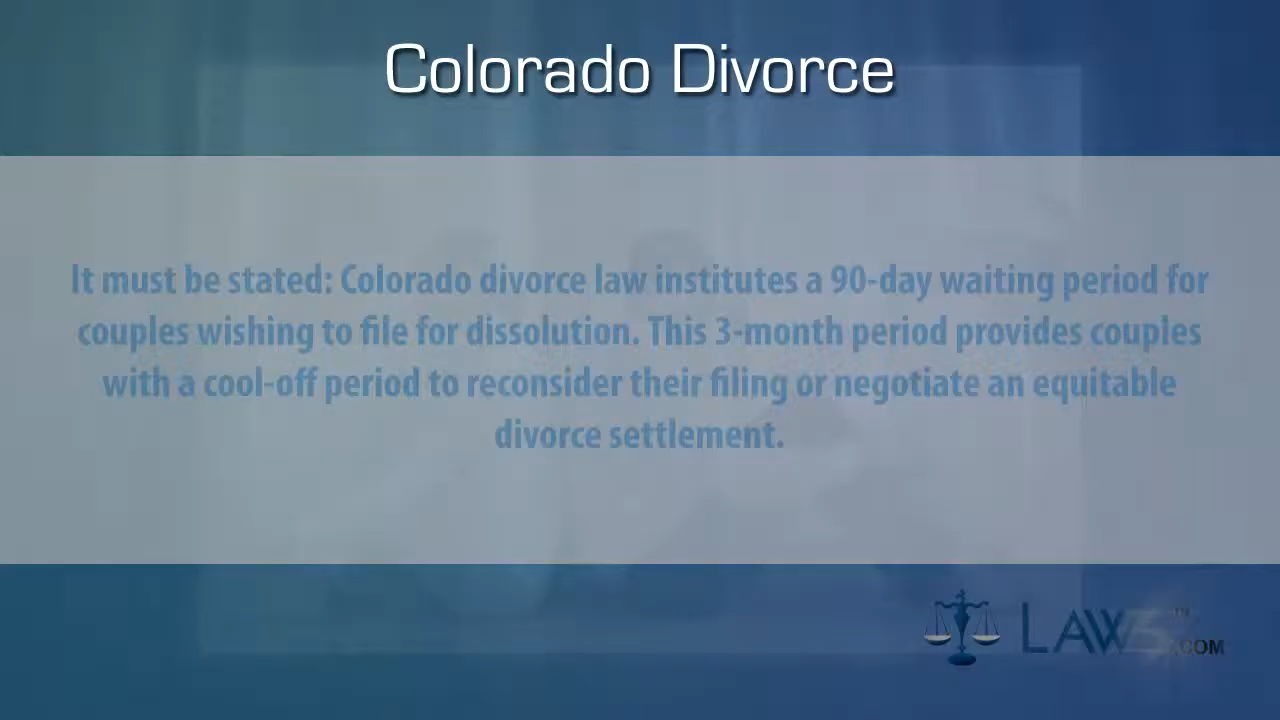 Colorado Divorce
It must be stated: Colorado divorce law institutes a 90-day waiting period for
couples wishing to file for dissolution. This 3-month period provides couples
with a cool-off period to reconsider their filing or negotiate an equitable
divorce settlement.
LAWS™
.COM